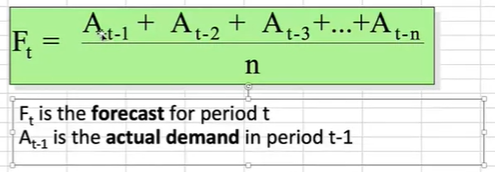 Fₜ = Aₜ₋₁ + Aₜ₋₂ + Aₜ₋₃+...+Aₜ₋ₙ
n
Fₜ is the forecast for period t
Aₜ₋₁ is the actual demand in period t-1